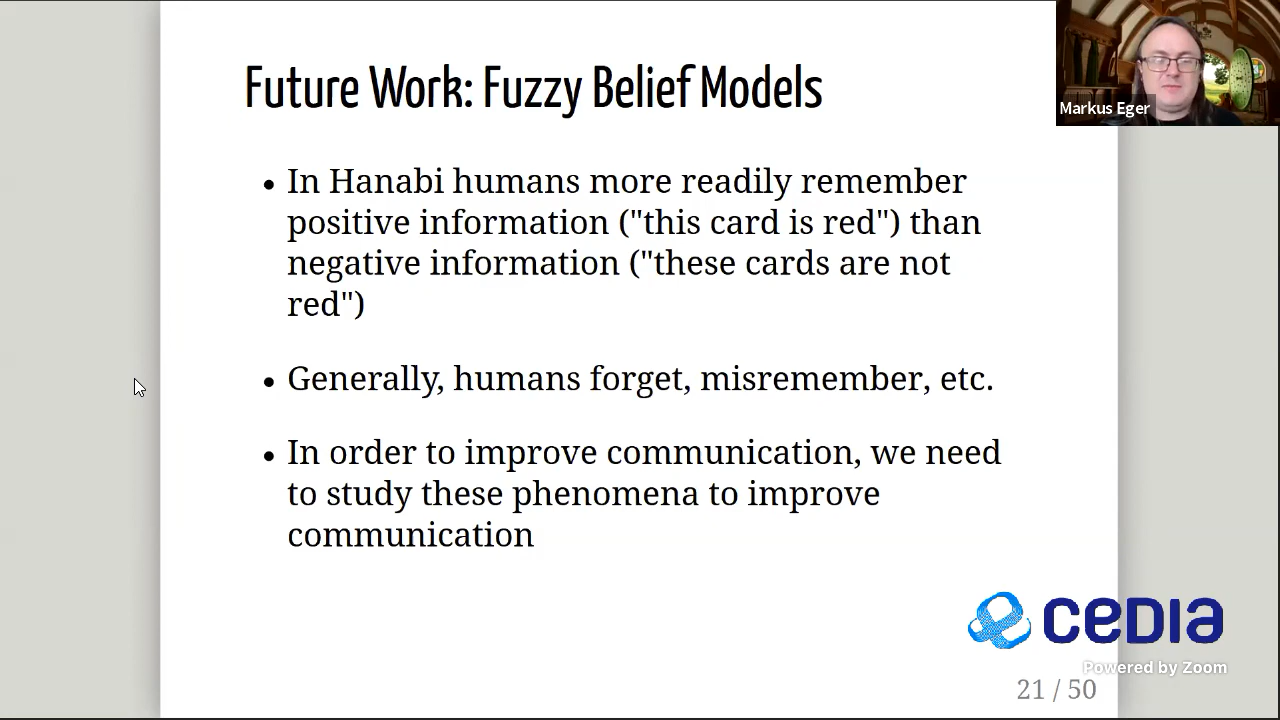 Future Work: Fuzzy Belief Models
Markus Eger
• In Hanabi humans more readily remember
positive information ("this card is red") than
negative information ("these cards are not
red")
• Generally, humans forget, misremember, etc.
• In order to improve communication, we need
to study these phenomena to improve
communication
CEDIA
Powered by Zoom
21 / 50